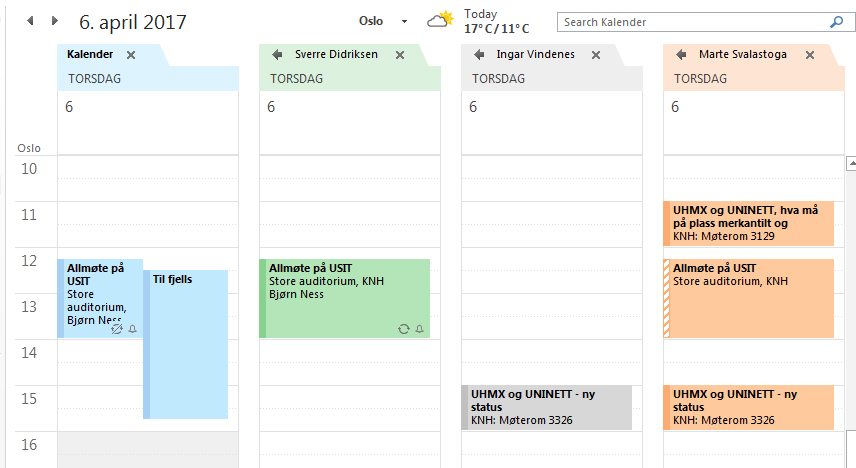 6. april 2017
Oslo
Today
17°C/11°C
Search Kalender
Kalender
Sverre Didriksen
Ingar Vindenes
Marte Svalastoga
TORSDAG
TORSDAG
TORSDAG
TORSDAG
6
6
6
6
Oslo
10
11
12
13
14
15
16
Allmøte på
USIT
Store
auditorium,
Bjørn Ness
Til fjells
Allmøte på USIT
Store auditorium, KNH
Bjørn Ness
UHMX og UNINETT - ny
status
KNH: Møterom 3326
UHMX og UNINETT, hva må
på plass merkantilt og
KNH: Møterom 3129
Allmøte på USIT
Store auditorium, KNH
UHMX og UNINETT - ny
status
KNH: Møterom 3326